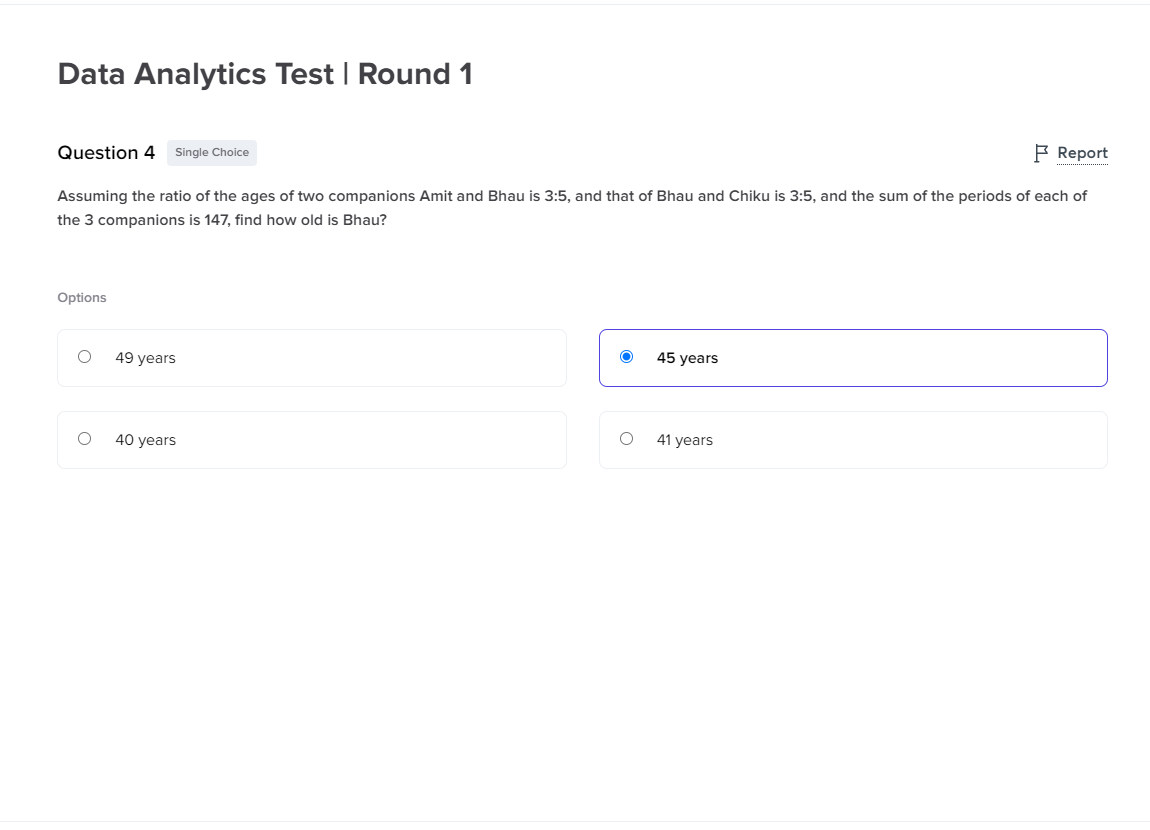 Data Analytics Test | Round 1
Question 4 Single Choice Report
Assuming the ratio of the ages of two companions Amit and Bhau is 3:5, and that of Bhau and Chiku is 3:5, and the sum of the periods of each of
the 3 companions is 147, find how old is Bhau?
Options
49 years
45 years
40 years
41 years